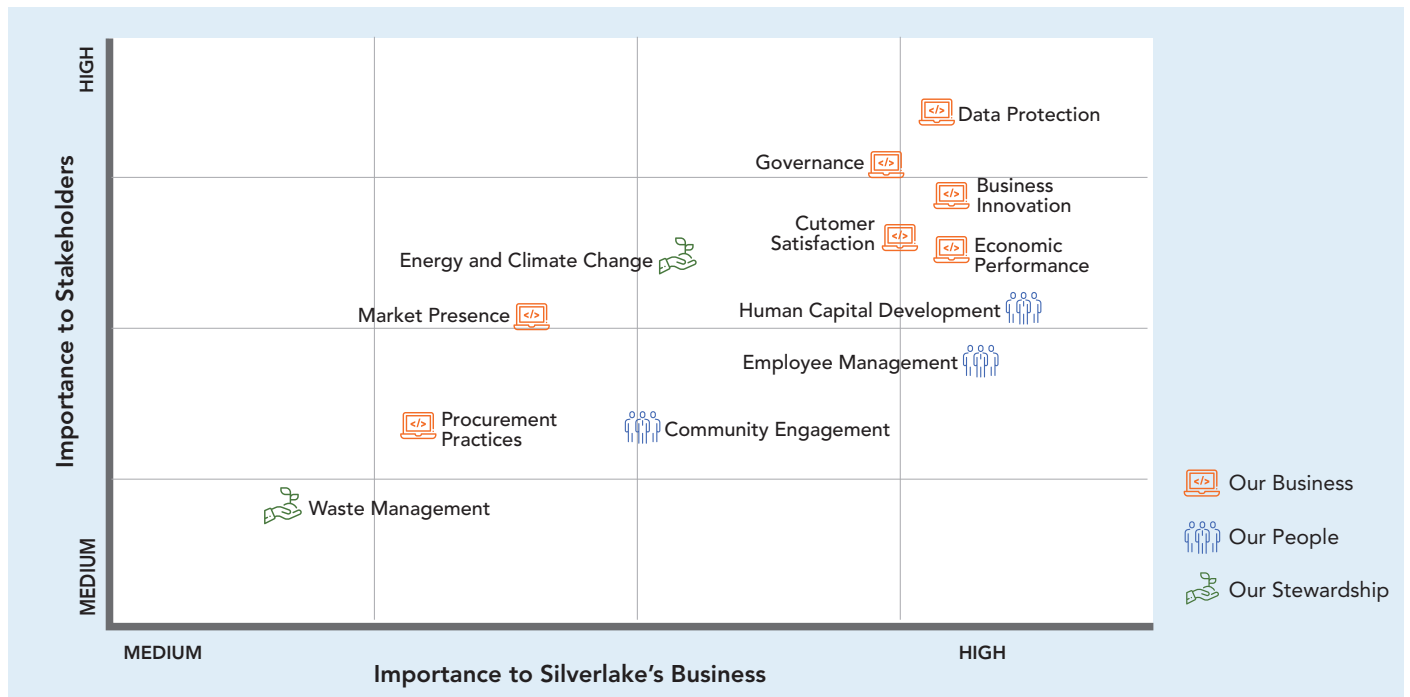 HIGH
Importance to Stakeholders
MEDIUM
</> Data Protection
Governance </>
</> Business
Innovation
Cutomer
Satisfaction </>
</> Economic
Performance
Energy and Climate Change
Market Presence </>
Human Capital Development
Employee Management
</> Procurement
Practices
Community Engagement
Waste Management
</> Our Business
Our People
Our Stewardship
MEDIUM
HIGH
Importance to Silverlake's Business